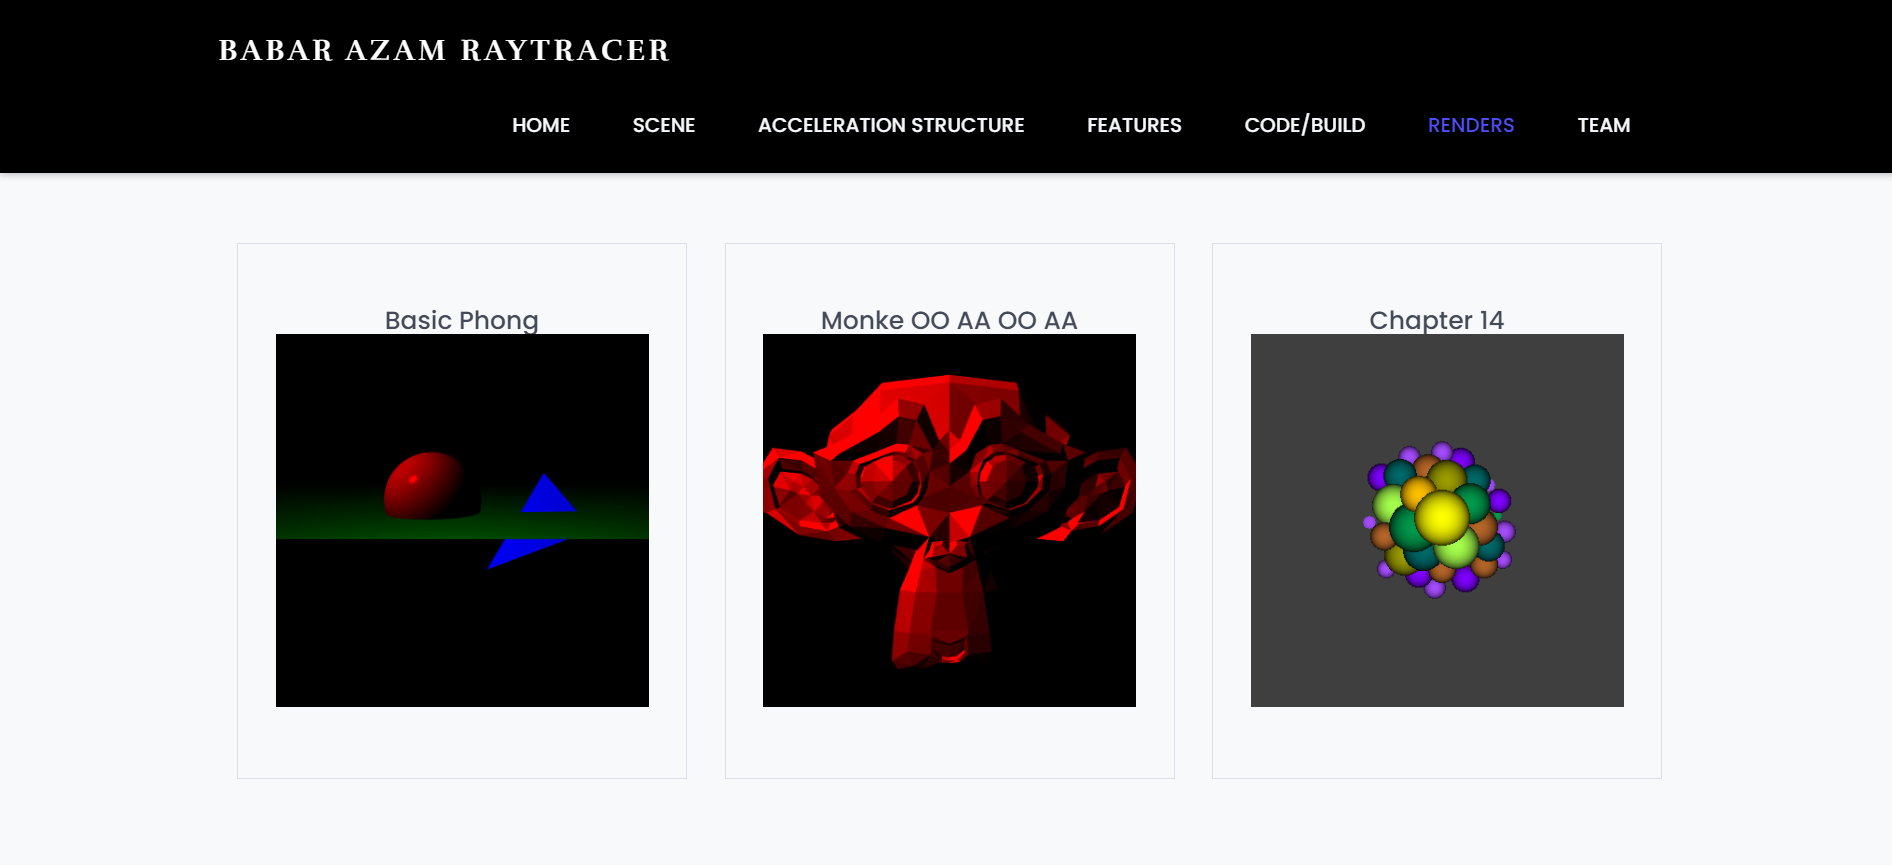 BABAR AZAM RAYTRACER
HOME SCENE ACCELERATION STRUCTURE FEATURES CODE/BUILD RENDERS TEAM
Basic Phong
Monke OO AA OO AA
Chapter 14